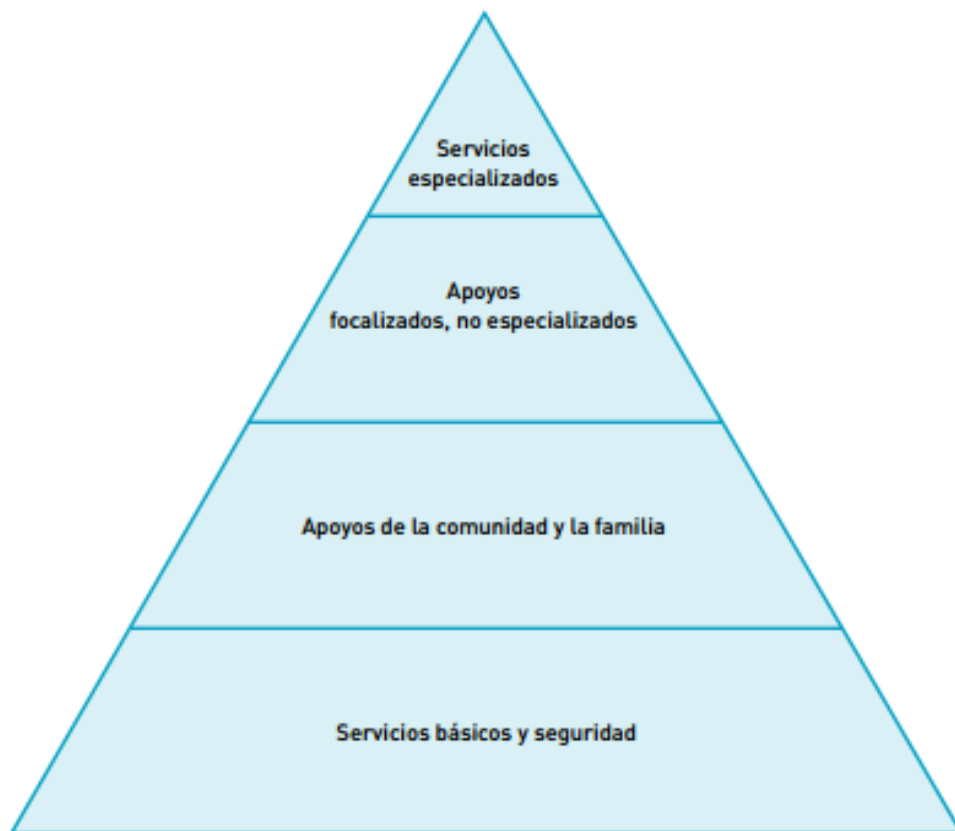 Servicios
especializados
Apoyos
focalizados, no especializados
Apoyos de la comunidad y la familia
Servicios básicos y seguridad